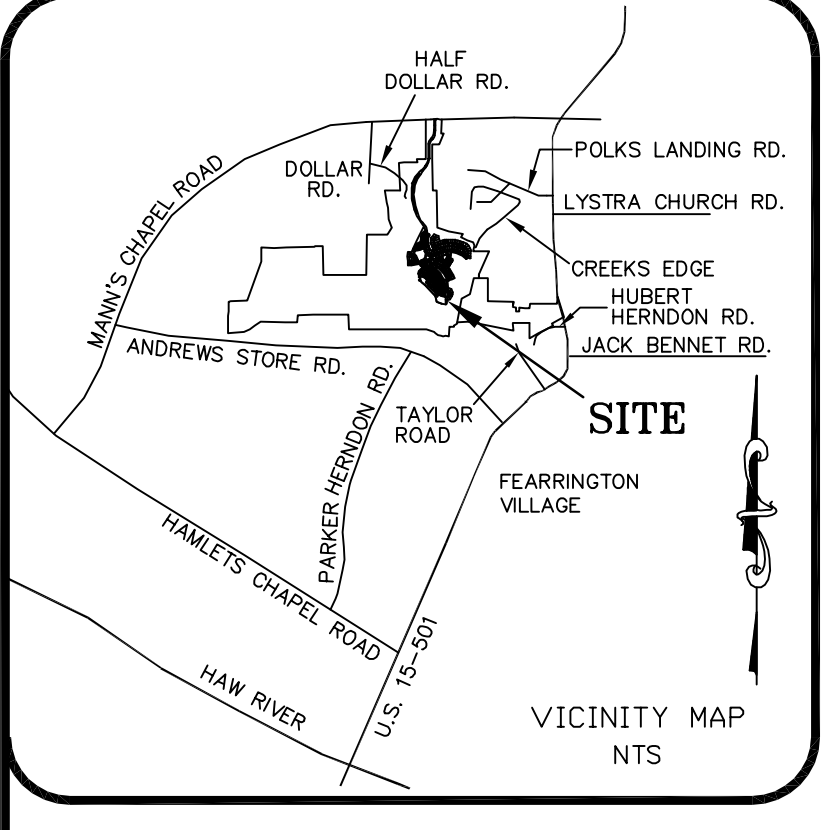 HALF
DOLLAR RD.
POLKS LANDING RD.
DOLLAR
RD.
LYSTRA CHURCH RD.
MANN'S CHAPEL ROAD
CREEKS EDGE
HUBERT
HERNDON RD.
ANDREWS STORE RD.
JACK BENNET RD.
PARKER HERNDON RD.
TAYLOR
ROAD
SITE
FEARRINGTON
VILLAGE
HAMLETS CHAPEL ROAD
U.S. 15-501
HAW RIVER
VICINITY MAP
NTS